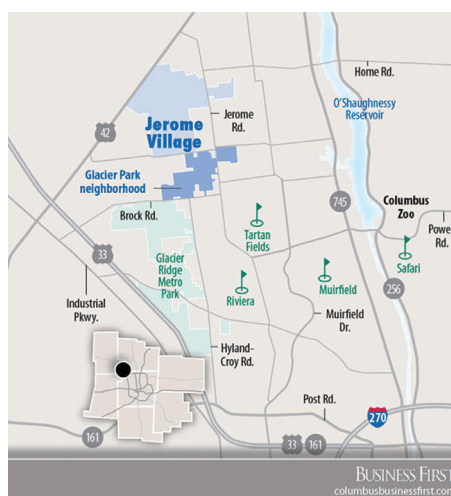 Home Rd.
O'Shaughnessy
Reservoir
Jerome
Rd.
42
Jerome
Village
Glacier Park
neighborhood
745
Columbus
Zoo
Brock Rd.
Tartan
Fields
Powe
Rd.
33
Glacier
Ridge
Metro
Park
Safari
Riviera
Muirfield
256
Industrial
Pkwy.
Muirfield
Dr.
Hyland-
Croy Rd.
Post Rd.
270
161
33
161
BUSINESS FIRST
columbusbusinessfirst.com